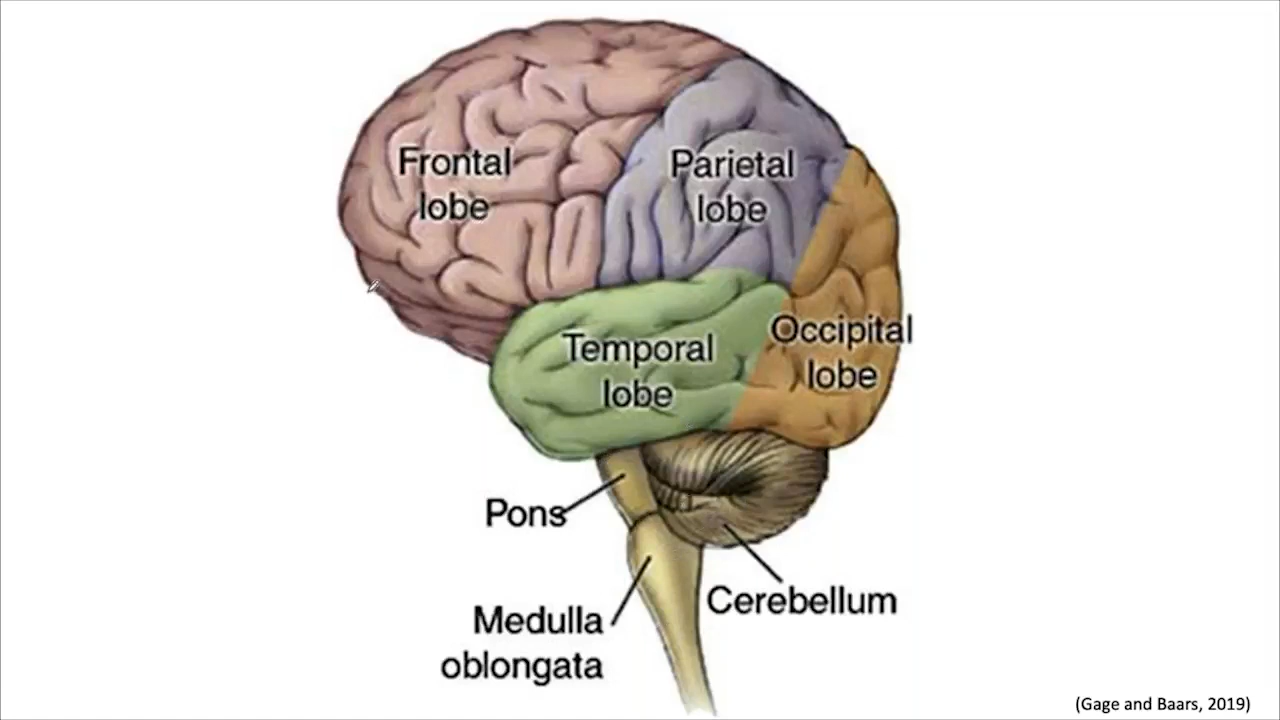 Frontal
lobe
Parietal
lobe
Temporal
lobe
Occipital
lobe
Pons
Cerebellum
Medulla
oblongata
(Gage and Baars, 2019)